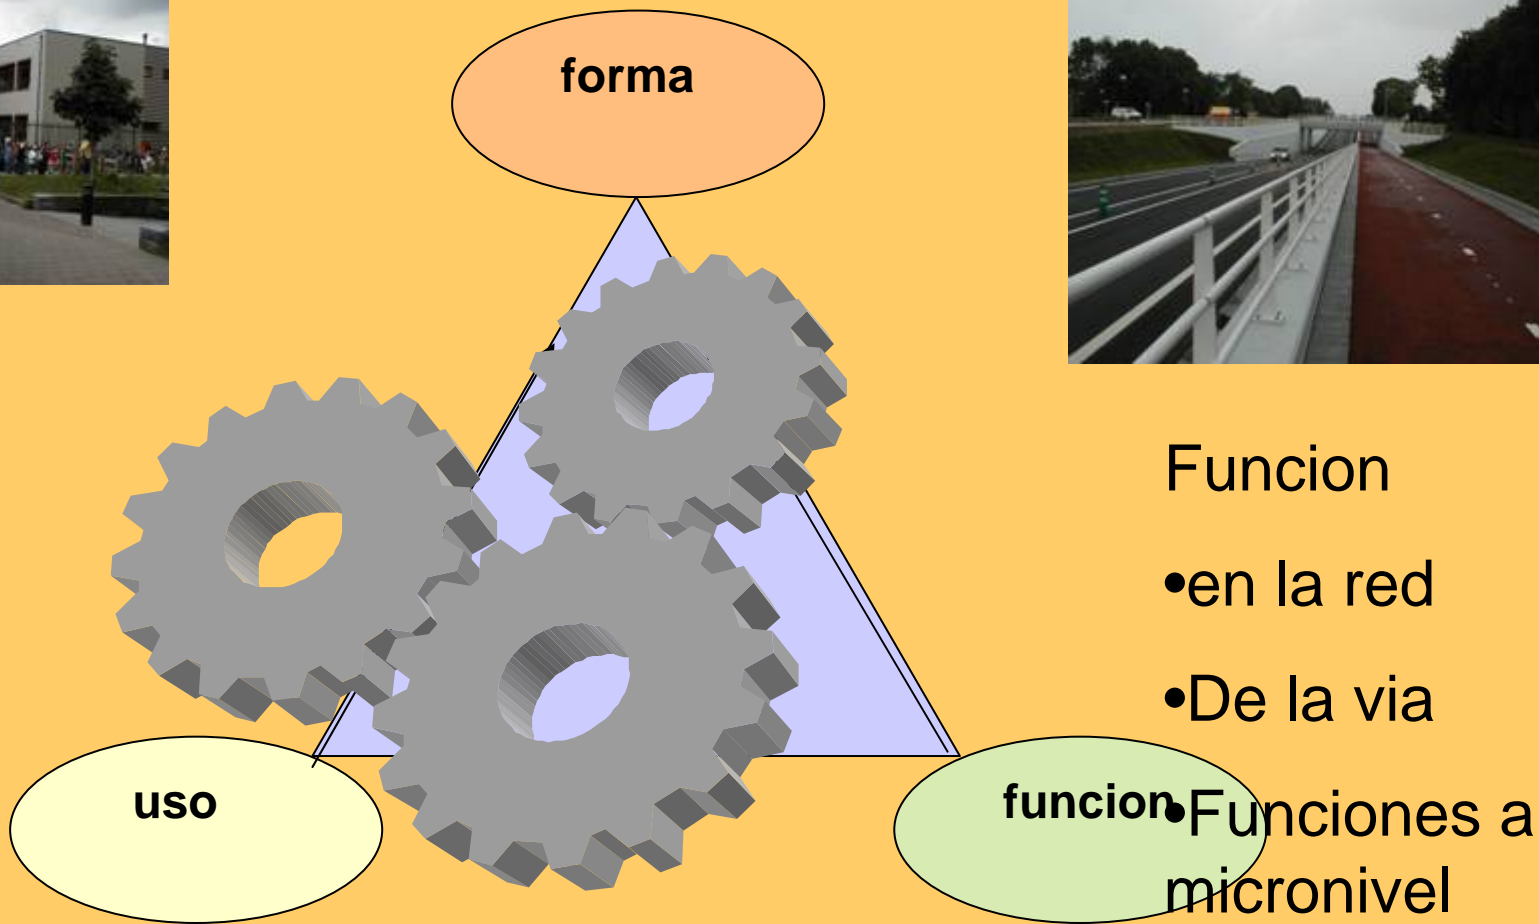 forma
uso
funcion
Funcion
•en la red
•De la via
•Funciones a
micronivel